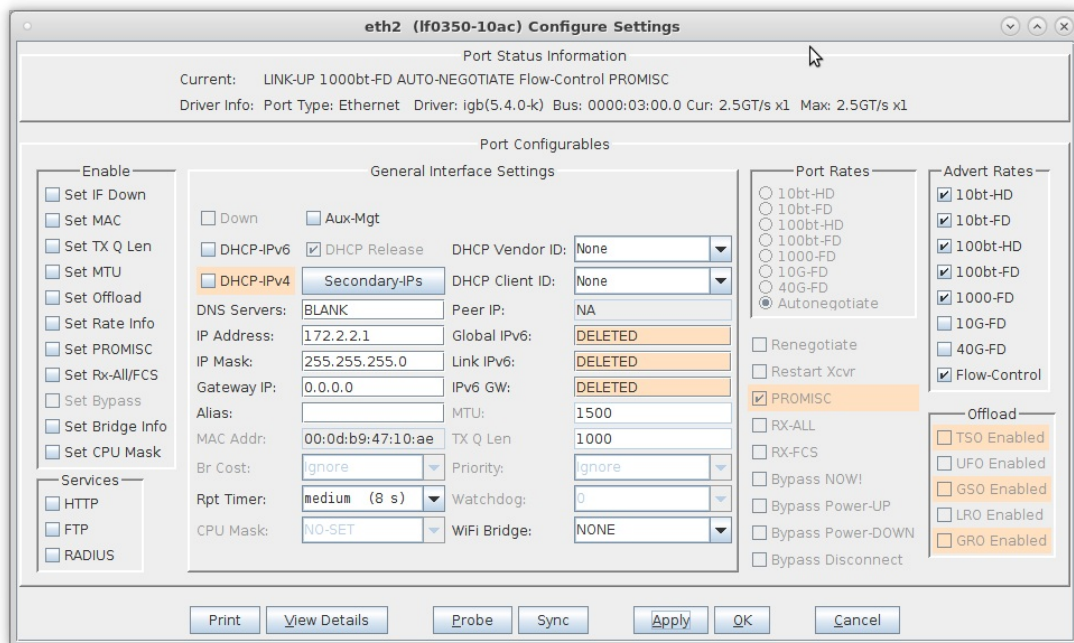 eth2 (lf0350-10ac) Configure Settings
Port Status Information
Current: LINK-UP 1000bt-FD AUTO-NEGOTIATE Flow-Control PROMISC
Driver Info: Port Type: Ethernet Driver: igb(5.4.0-k) Bus: 0000:03:00.0 Cur: 2.5GT/s x1 Max: 2.5GT/s x1
Port Configurables
Enable
Set IF Down
Set MAC
Set TX Q Len
Set MTU
Set Offload
Set Rate Info
Set PROMISC
Set Rx-All/FCS
Set Bypass
Set Bridge Info
Set CPU Mask
Services
HTTP
FTP
RADIUS
General Interface Settings
Down Aux-Mgt
DHCP-IPv6 DHCP Release DHCP Vendor ID: None
DHCP-IPv4 Secondary-IPs DHCP Client ID: None
DNS Servers: BLANK Peer IP: NA
IP Address: 172.2.2.1 Global IPv6: DELETED
IP Mask: 255.255.255.0 Link IPv6: DELETED
Gateway IP: 0.0.0.0 IPv6 GW: DELETED
Alias: MTU: 1500
MAC Addr: 00:0d:b9:47:10:ae TX Q Len 1000
Br Cost: Ignore Priority: Ignore
Rpt Timer: medium (8 s) Watchdog: 0
CPU Mask: NO-SET WiFi Bridge: NONE
Port Rates
10bt-HD
10bt-FD
100bt-HD
100bt-FD
1000-FD
10G-FD
40G-FD
Autonegotiate
Renegotiate
Restart Xcvr
PROMISC
RX-ALL
RX-FCS
Bypass NOW!
Bypass Power-UP
Bypass Power-DOWN
Bypass Disconnect
Advert Rates
10bt-HD
10bt-FD
100bt-HD
100bt-FD
1000-FD
10G-FD
40G-FD
Flow-Control
Offload
TSO Enabled
UFO Enabled
GSO Enabled
LRO Enabled
GRO Enabled
Print View Details Probe Sync Apply OK Cancel